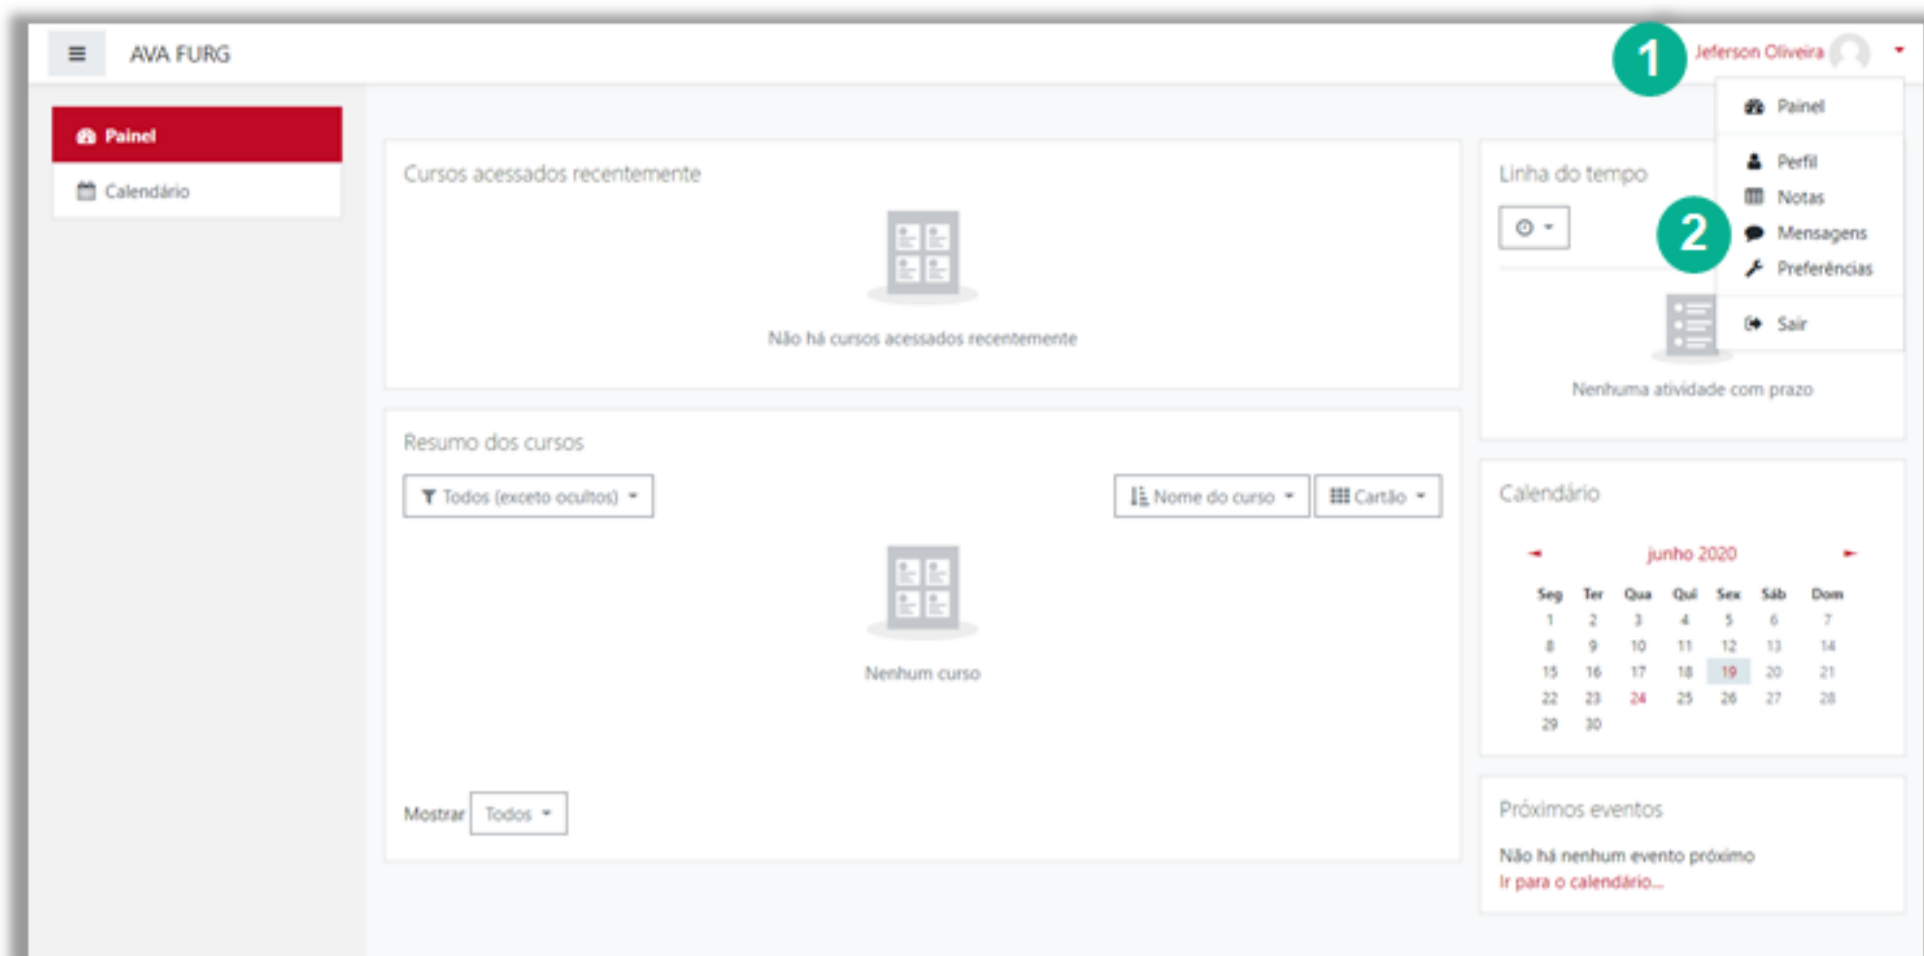 AVA FURG
1
Jeferson Oliveira
Painel
Calendário
Painel
Perfil
Notas
2
Mensagens
Preferências
Sair
Cursos acessados recentemente
Não há cursos acessados recentemente
Linha do tempo
Nenhuma atividade com prazo
Resumo dos cursos
Todos (exceto ocultos)
Nome do curso
Cartão
Nenhum curso
Mostrar Todos
Calendário
◄ junho 2020 ►
Seg Ter Qua Qui Sex Sáb Dom
1 2 3 4 5 6 7
8 9 10 11 12 13 14
15 16 17 18 19 20 21
22 23 24 25 26 27 28
29 30
Próximos eventos
Não há nenhum evento próximo
Ir para o calendário...